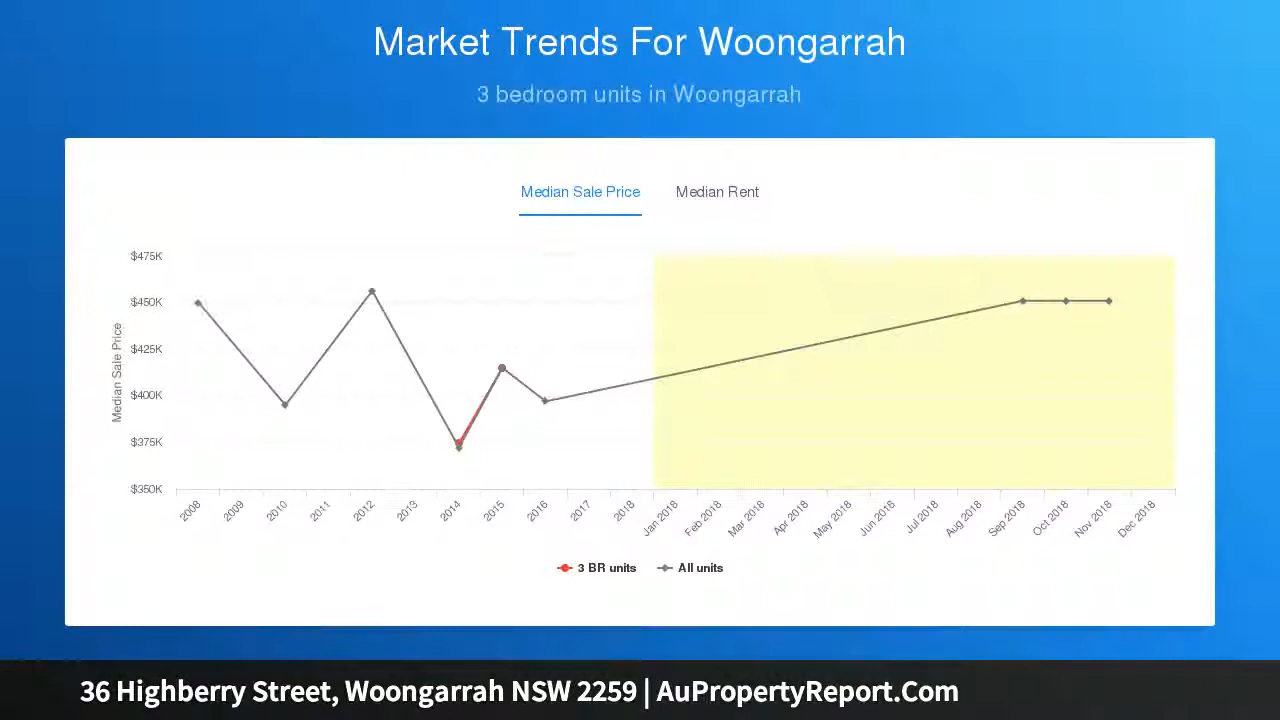 Market Trends For Woongarrah
3 bedroom units in Woongarrah
Median Sale Price Median Rent
$475K
$450K
$425K
$400K
$375K
$350K
Median Sale Price
2008 2009 2010 2011 2012 2013 2014 2015 2016 2017 2018 Jan 2018 Feb 2018 Mar 2018 Apr 2018 May 2018 Jun 2018 Jul 2018 Aug 2018 Sep 2018 Oct 2018 Nov 2018 Dec 2018
3 BR units All units
36 Highberry Street, Woongarrah NSW 2259 | AuPropertyReport.Com